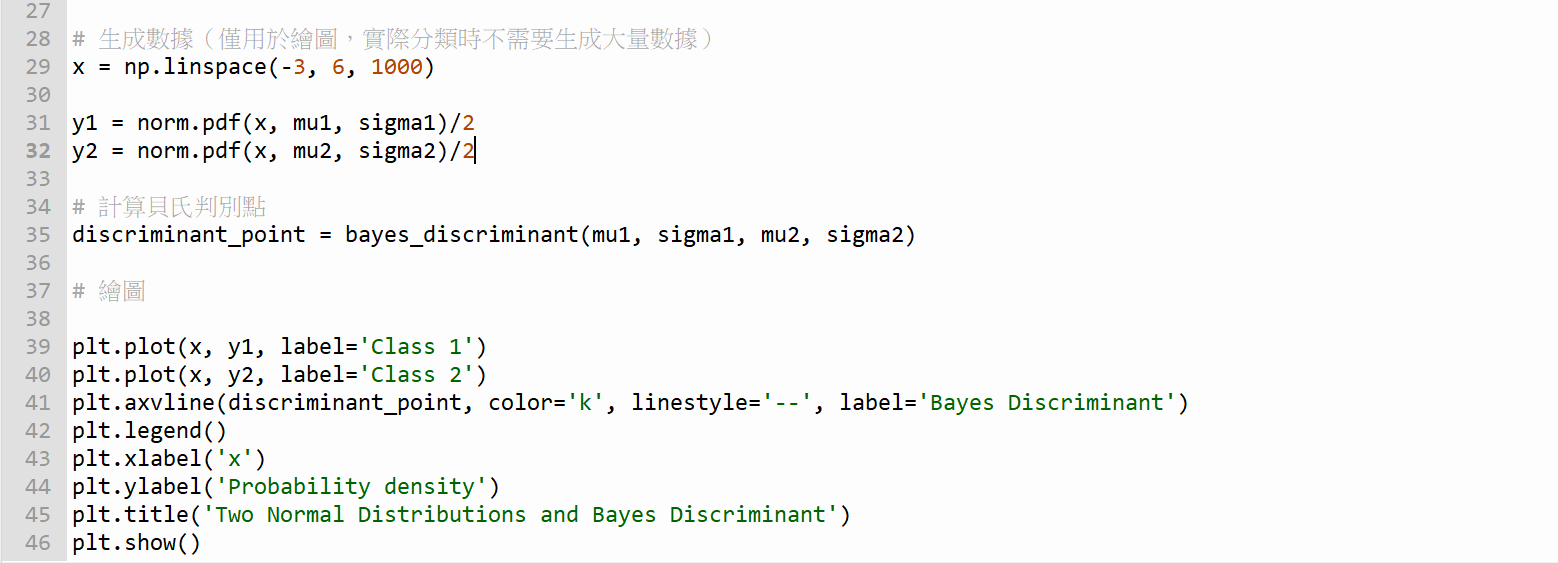 27
28 # 生成數據（僅用於繪圖，實際分類時不需要生成大量數據）
29 x = np.linspace(-3, 6, 1000)
30
31 y1 = norm.pdf(x, mu1, sigma1)/2
32 y2 = norm.pdf(x, mu2, sigma2)/2
33
34 # 計算貝氏判別點
35 discriminant_point = bayes_discriminant(mu1, sigma1, mu2, sigma2)
36
37 # 繪圖
38
39 plt.plot(x, y1, label='Class 1')
40 plt.plot(x, y2, label='Class 2')
41 plt.axvline(discriminant_point, color='k', linestyle='--', label='Bayes Discriminant')
42 plt.legend()
43 plt.xlabel('x')
44 plt.ylabel('Probability density')
45 plt.title('Two Normal Distributions and Bayes Discriminant')
46 plt.show()